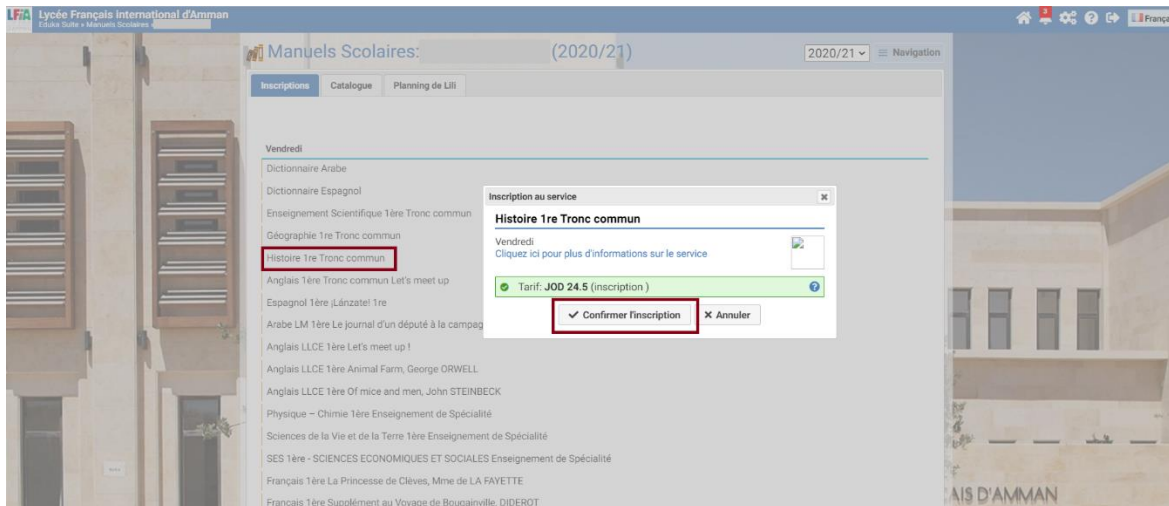 LFIA Lycée Français international d'Amman
Eduka Suite • Manuels Scolaires •
3
França
Manuels Scolaires: (2020/21)
2020/21
Navigation
Inscriptions Catalogue Planning de Lili
Vendredi
Dictionnaire Arabe
Dictionnaire Espagnol
Enseignement Scientifique 1ère Tronc commun
Géographie 1re Tronc commun
Histoire 1re Tronc commun
Anglais 1ère Tronc commun Let's meet up
Espagnol 1ère ¡Lánzate! 1re
Arabe LM 1ère Le journal d'un député à la campag
Anglais LLCE 1ère Let's meet up !
Anglais LLCE 1ère Animal Farm, George ORWELL
Anglais LLCE 1ère Of mice and men, John STEINBECK
Physique – Chimie 1ère Enseignement de Spécialité
Sciences de la Vie et de la Terre 1ère Enseignement de Spécialité
SES 1ère - SCIENCES ECONOMIQUES ET SOCIALES Enseignement de Spécialité
Français 1ère La Princesse de Clèves, Mme de LA FAYETTE
Français 1ère Supplément au Voyage de Bougainville, DIDEROT
Inscription au service
Histoire 1re Tronc commun
Vendredi
Cliquez ici pour plus d'informations sur le service
Tarif: JOD 24.5 (inscription )
Confirmer l'inscription
Annuler
AIS D'AMMAN